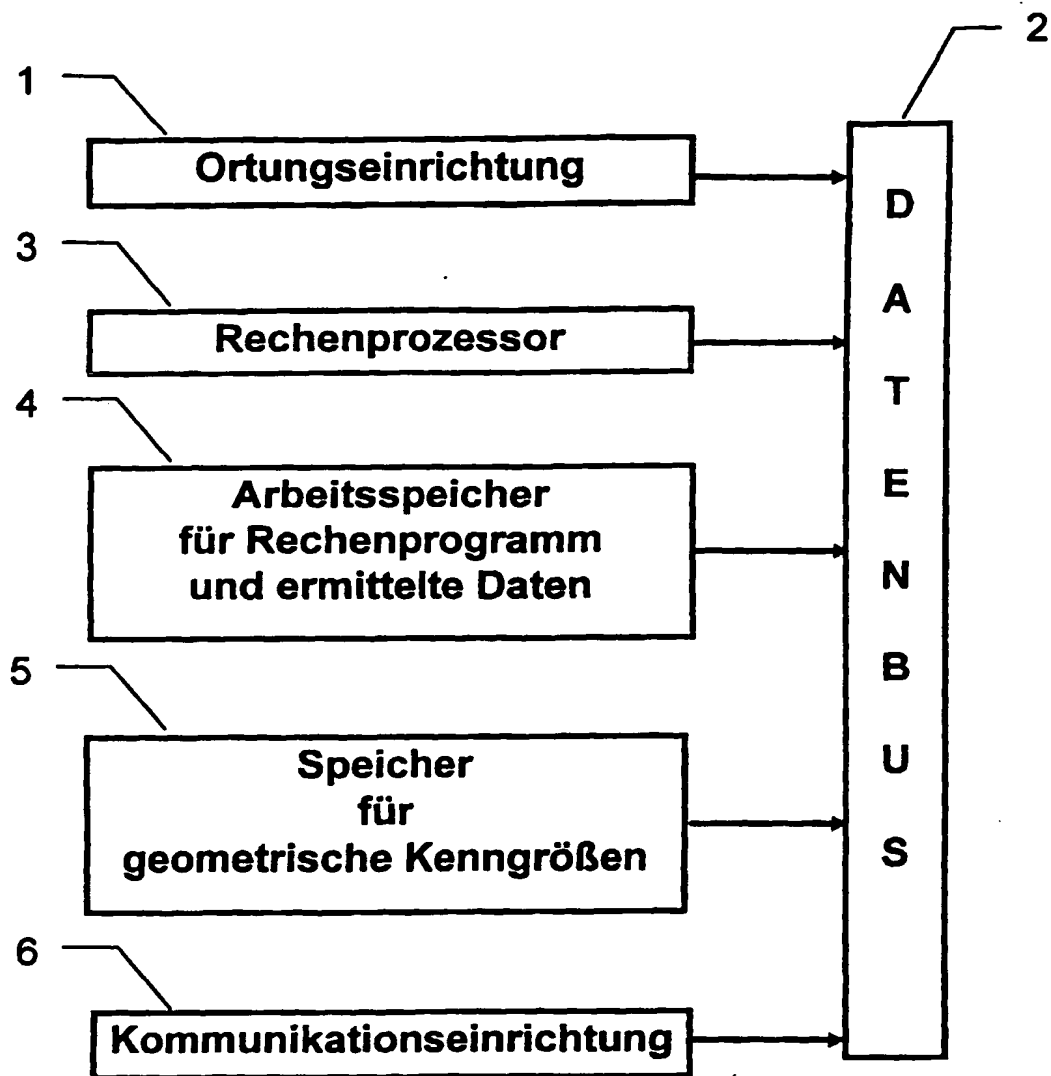 2
1
Ortungseinrichtung
3
Rechenprozessor
4
Arbeitsspeicher
für Rechenprogramm
und ermittelte Daten
5
Speicher
für
geometrische Kenngrößen
6
Kommunikationseinrichtung
D
A
T
E
N
B
U
S